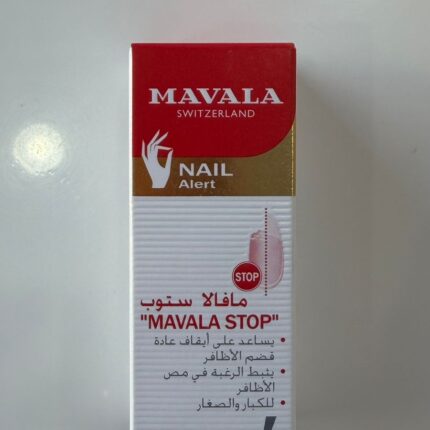 MAVALA
SWITZERLAND
NAIL
Alert
STOP
مافالا ستوب
"MAVALA STOP"
• يساعد على أيقاف عادة
قضم الأظافر
• يثبط الرغبة في مص
الأظافر
• للكبار والصغار